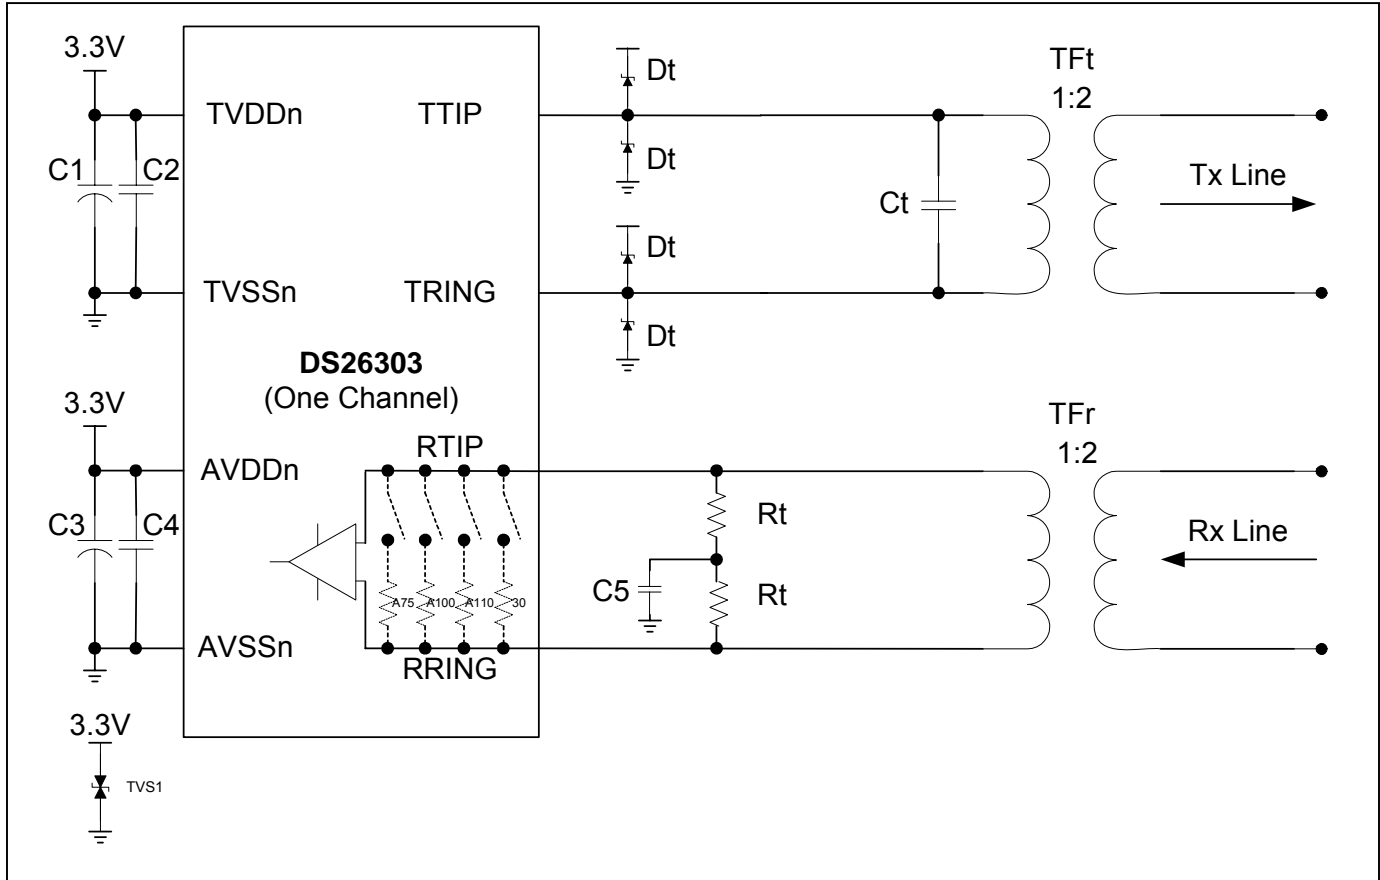 3.3V
TVDDn
TTIP
Dt
TFt
1:2
C1
C2
Dt
Ct
Tx Line
Dt
TVSSn
TRING
Dt
DS26303
(One Channel)
3.3V
TFr
1:2
AVDDn
RTIP
C3
C4
Rt
Rx Line
C5
Rt
A75
A100
A110
30
AVSSn
RRING
3.3V
TVS1